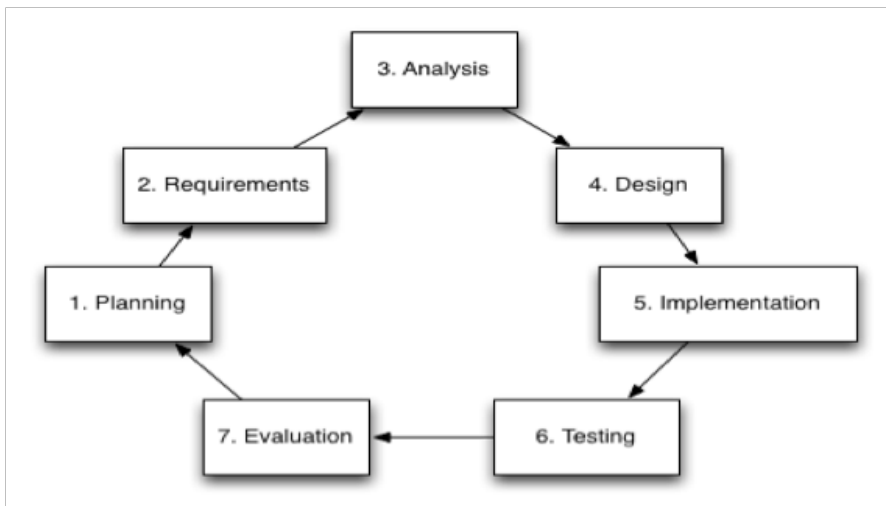 1. Planning
2. Requirements
3. Analysis
4. Design
5. Implementation
6. Testing
7. Evaluation